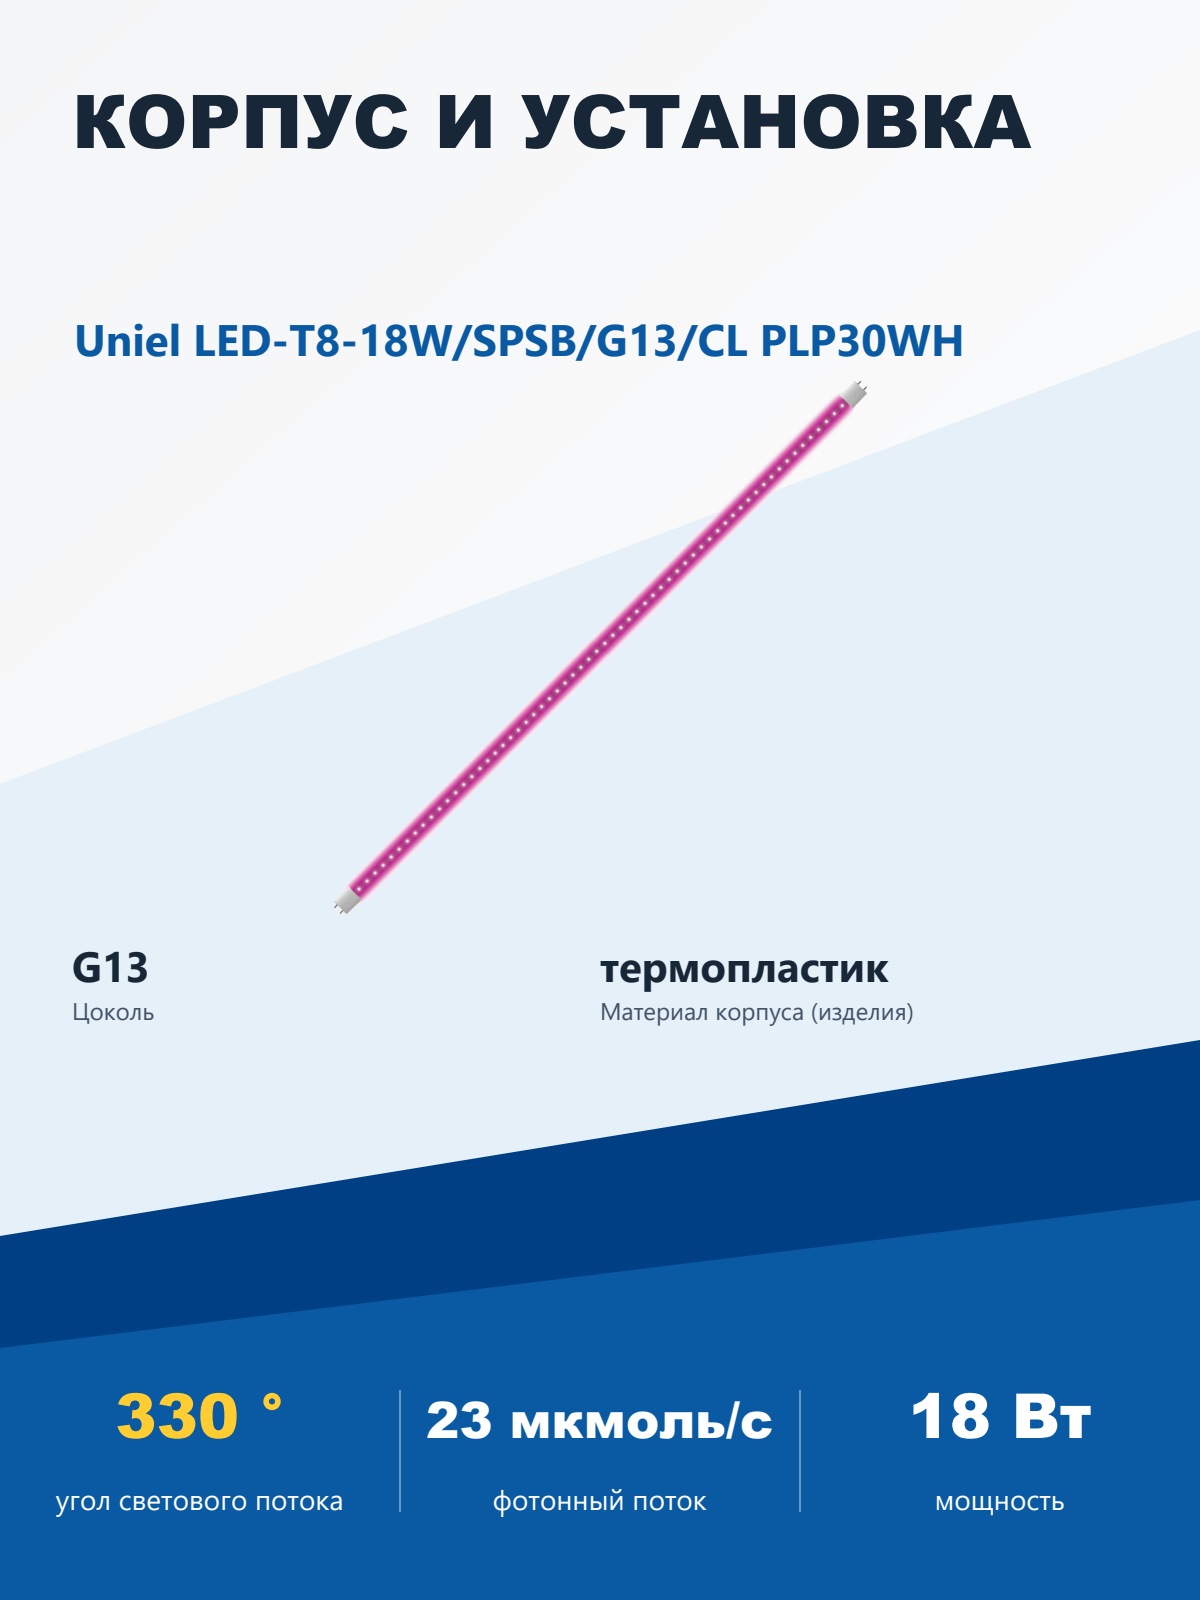 КОРПУС И УСТАНОВКА
Uniel LED-T8-18W/SPSB/G13/CL PLP30WH
G13
Цоколь
термопластик
Материал корпуса (изделия)
330 °
угол светового потока
23 мкмоль/с
фотонный поток
18 Вт
мощность